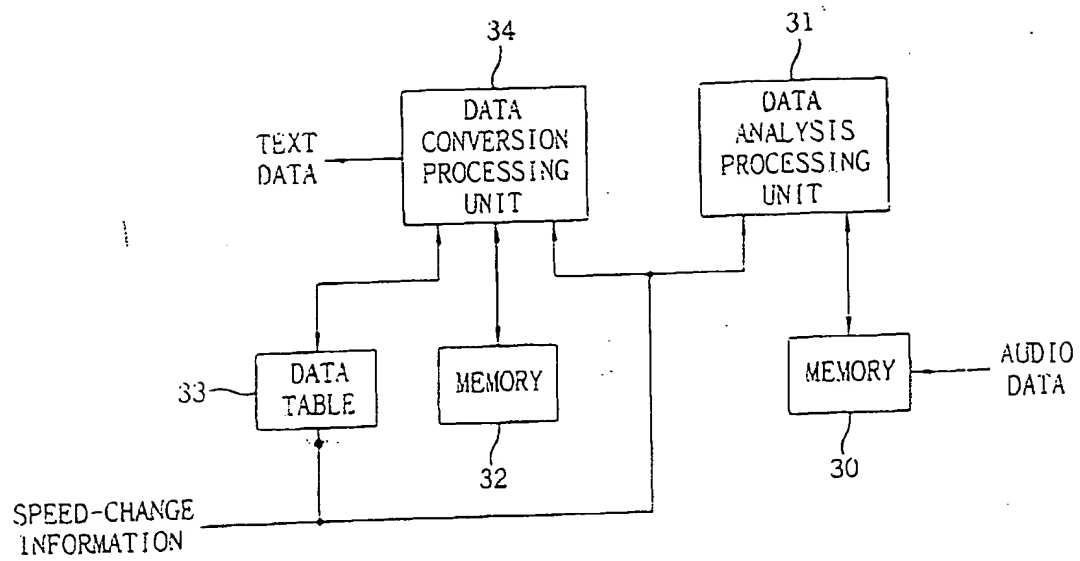 34
DATA
CONVERSION
PROCESSING
UNIT
31
DATA
ANALYSIS
PROCESSING
UNIT
TEXT
DATA
33
DATA
TABLE
MEMORY
32
MEMORY
30
AUDIO
DATA
SPEED-CHANGE
INFORMATION